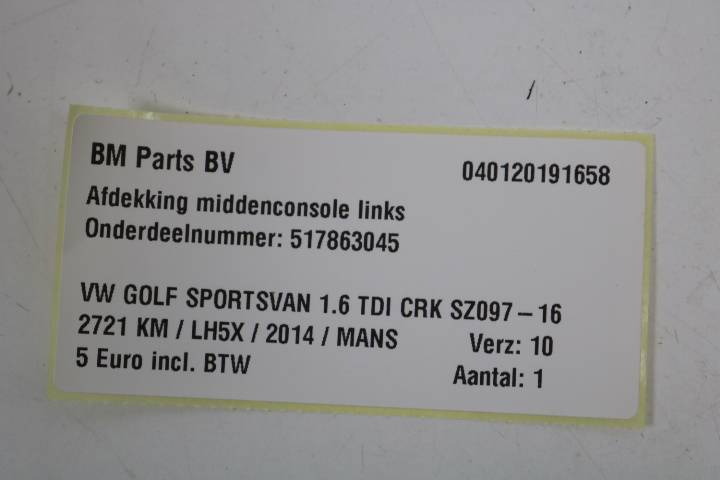 BM Parts BV 040120191658
Afdekking middenconsole links
Onderdeelnummer: 517863045
VW GOLF SPORTSVAN 1.6 TDI CRK SZ097-16
2721 KM / LH5X / 2014 / MANS Verz: 10
5 Euro incl. BTW Aantal: 1